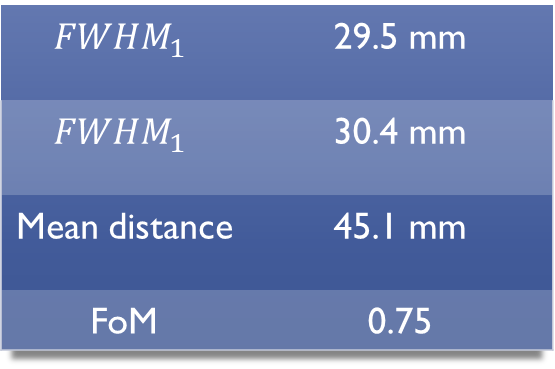 FWHM₁ 29.5 mm
FWHM₁ 30.4 mm
Mean distance 45.1 mm
FoM 0.75